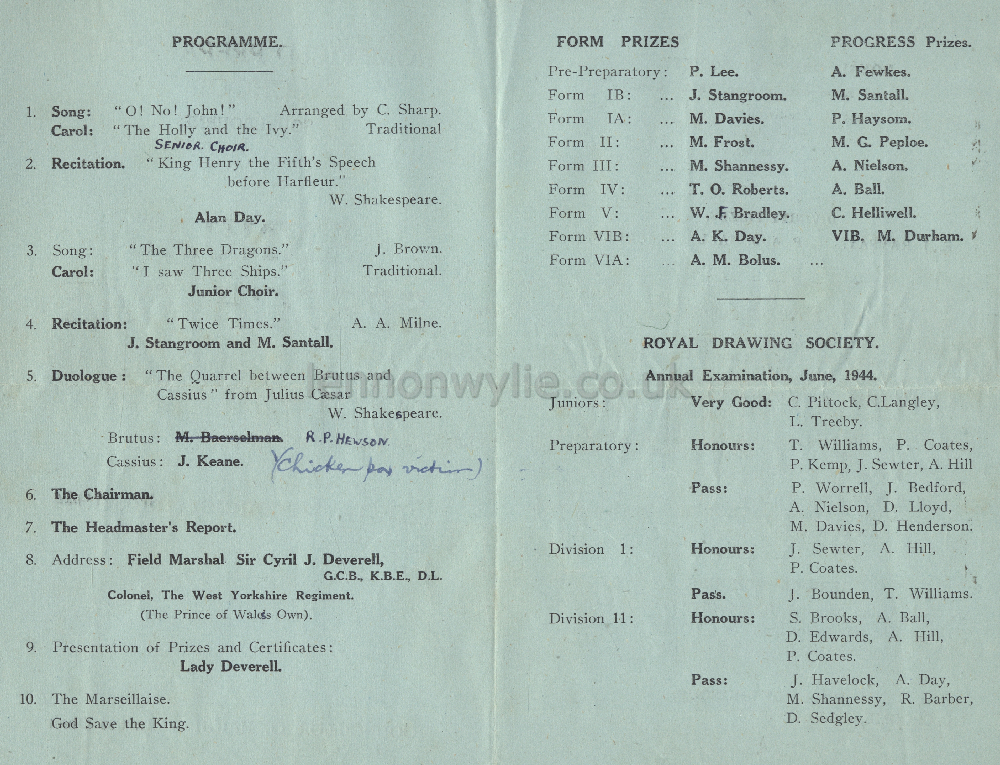 PROGRAMME.
1. Song: "O! No! John!" Arranged by C. Sharp.
Carol: "The Holly and the Ivy." Traditional
SENIOR. CHOIR.
2. Recitation. "King Henry the Fifth's Speech
before Harfleur."
W. Shakespeare.
Alan Day.
3. Song: "The Three Dragons." J. Brown.
Carol: "I saw Three Ships." Traditional.
Junior Choir.
4. Recitation: "Twice Times." A. A. Milne.
J. Stangroom and M. Santall.
5. Duologue: "The Quarrel between Brutus and
Cassius" from Julius Cæsar
W. Shakespeare.
Brutus: M. Baerselman. R.P. HEWSON.
Cassius: J. Keane. (Chicken pox victim)
6. The Chairman.
7. The Headmaster's Report.
8. Address: Field Marshal Sir Cyril J. Deverell,
G.C.B., K.B.E., D.L.
Colonel, The West Yorkshire Regiment.
(The Prince of Wales Own).
9. Presentation of Prizes and Certificates:
Lady Deverell.
10. The Marseillaise.
God Save the King.
FORM PRIZES PROGRESS Prizes.
Pre-Preparatory: P. Lee. A. Fewkes.
Form IB: ... J. Stangroom. M. Santall.
Form IA: ... M. Davies. P. Haysom.
Form II: ... M. Frost. M. G. Peploe.
Form III: ... M. Shannessy. A. Nielson.
Form IV: ... T. O. Roberts. A. Ball.
Form V: ... W. F. Bradley. C. Helliwell.
Form VIB: ... A. K. Day. VIB. M. Durham.
Form VIA: ... A. M. Bolus. ...
ROYAL DRAWING SOCIETY.
Annual Examination, June, 1944.
Juniors: Very Good: C. Pittock, C.Langley,
L. Treeby.
Preparatory: Honours: T. Williams, P. Coates,
P. Kemp, J. Sewter, A. Hill
Pass: P. Worrell, J. Bedford,
A. Nielson, D. Lloyd,
M. Davies, D. Henderson.
Division 1: Honours: J. Sewter, A. Hill,
P. Coates.
Pass. J. Bounden, T. Williams.
Division 11: Honours: S. Brooks, A. Ball,
D. Edwards, A. Hill,
P. Coates.
Pass: J. Havelock, A. Day,
M. Shannessy, R. Barber,
D. Sedgley.
lennonwylie.co.uk